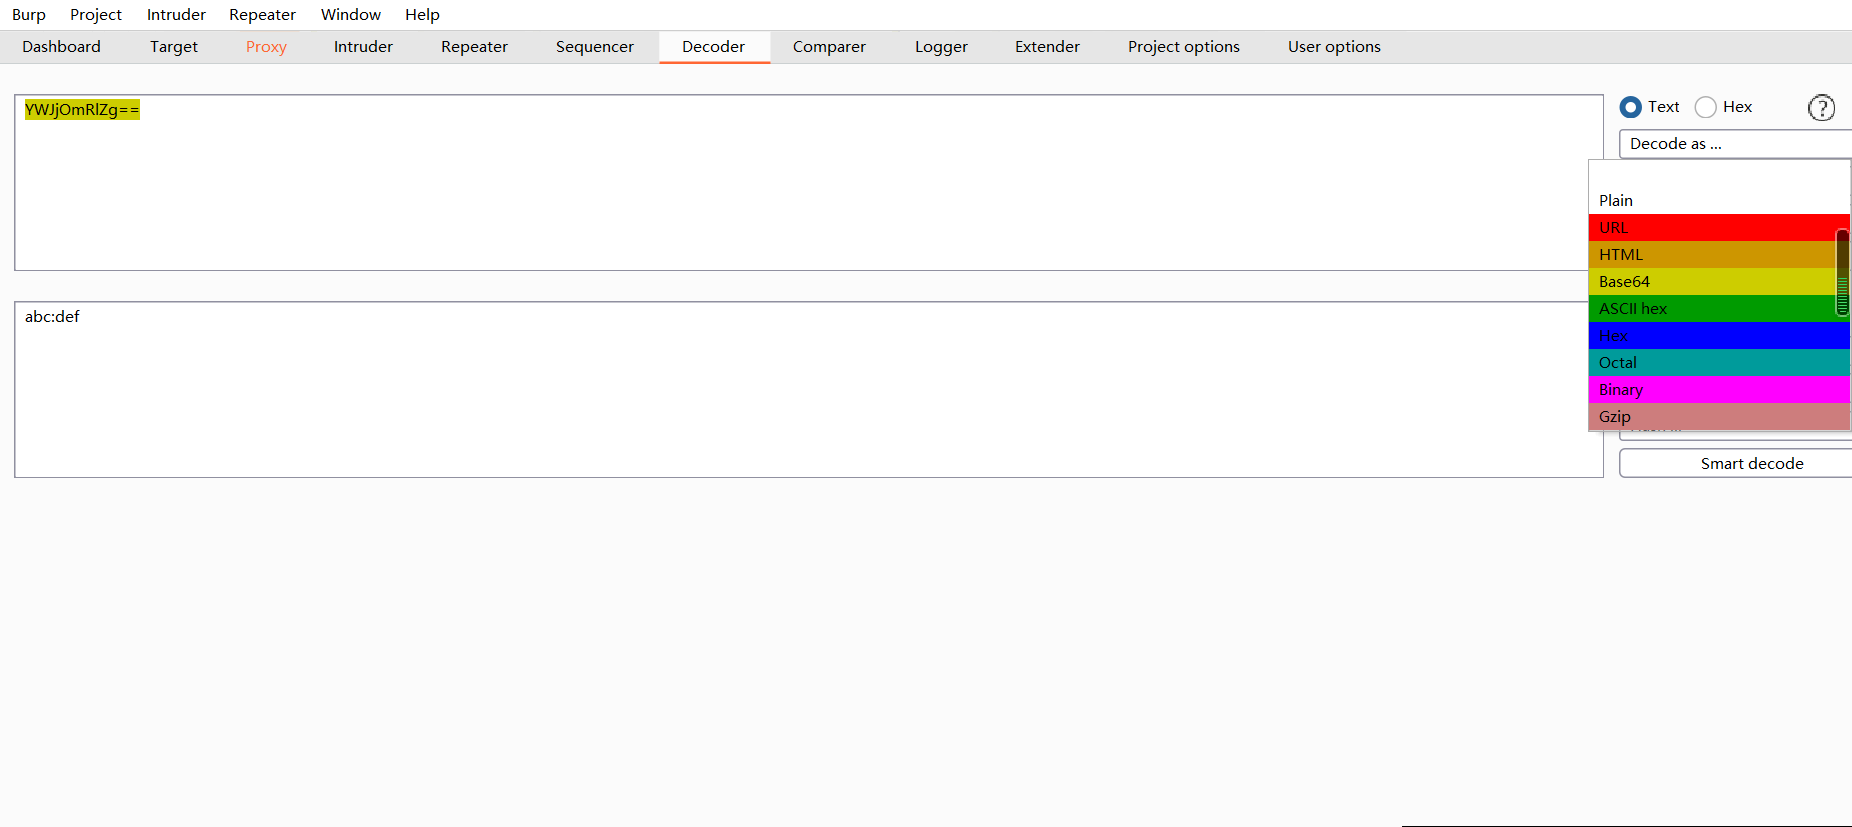 Burp Project Intruder Repeater Window Help
Dashboard Target Proxy Intruder Repeater Sequencer Decoder Comparer Logger Extender Project options User options
YWJjOmRlZg==
Text Hex ?
Decode as ...
Plain
URL
HTML
Base64
ASCII hex
Hex
Octal
Binary
Gzip
abc:def
Smart decode